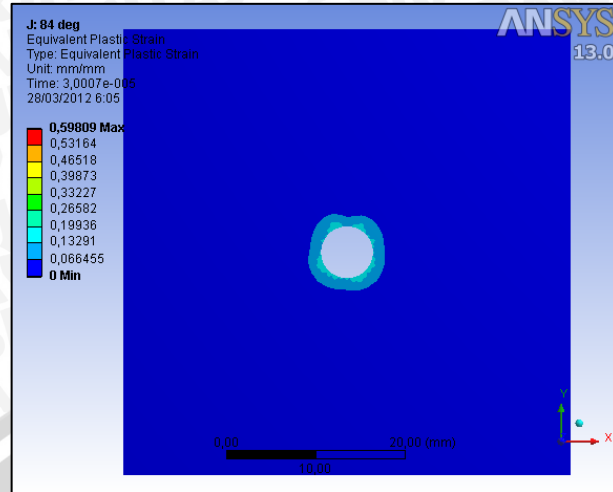 J: 84 deg
Equivalent Plastic Strain
Type: Equivalent Plastic Strain
Unit: mm/mm
Time: 3,0007e-005
28/03/2012 6:05
0,59809 Max
0,53164
0,46518
0,39873
0,33227
0,26582
0,19936
0,13291
0,066455
0 Min
ANSYS
13.0
0,00
20,00 (mm)
10,00
Y
X